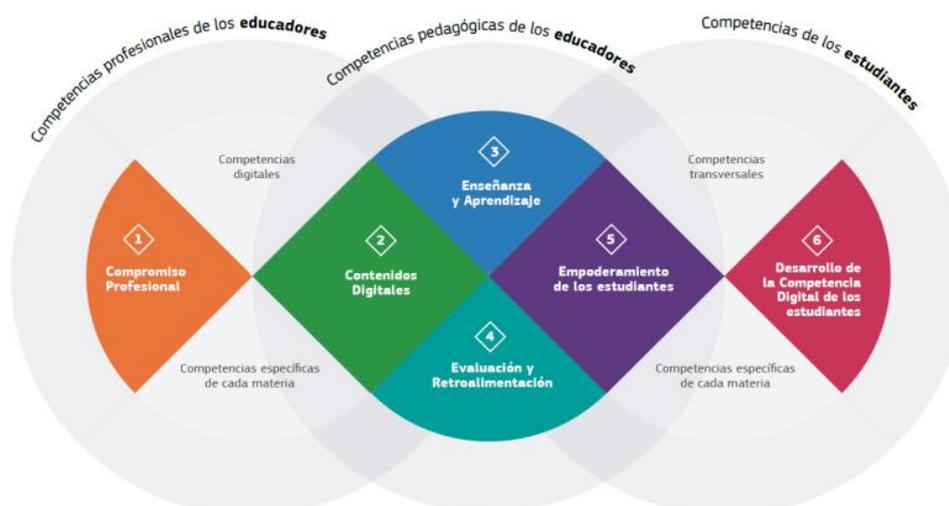 Competencias profesionales de los educadores
Competencias pedagógicas de los educadores
Competencias de los estudiantes
Competencias
digitales
Competencias
transversales
3
Enseñanza
y Aprendizaje
1
Compromiso
Profesional
2
Contenidos
Digitales
5
Empoderamiento
de los estudiantes
6
Desarrollo de
la Competencia
Digital de los
estudiantes
4
Evaluación y
Retroalimentación
Competencias específicas
de cada materia
Competencias específicas
de cada materia